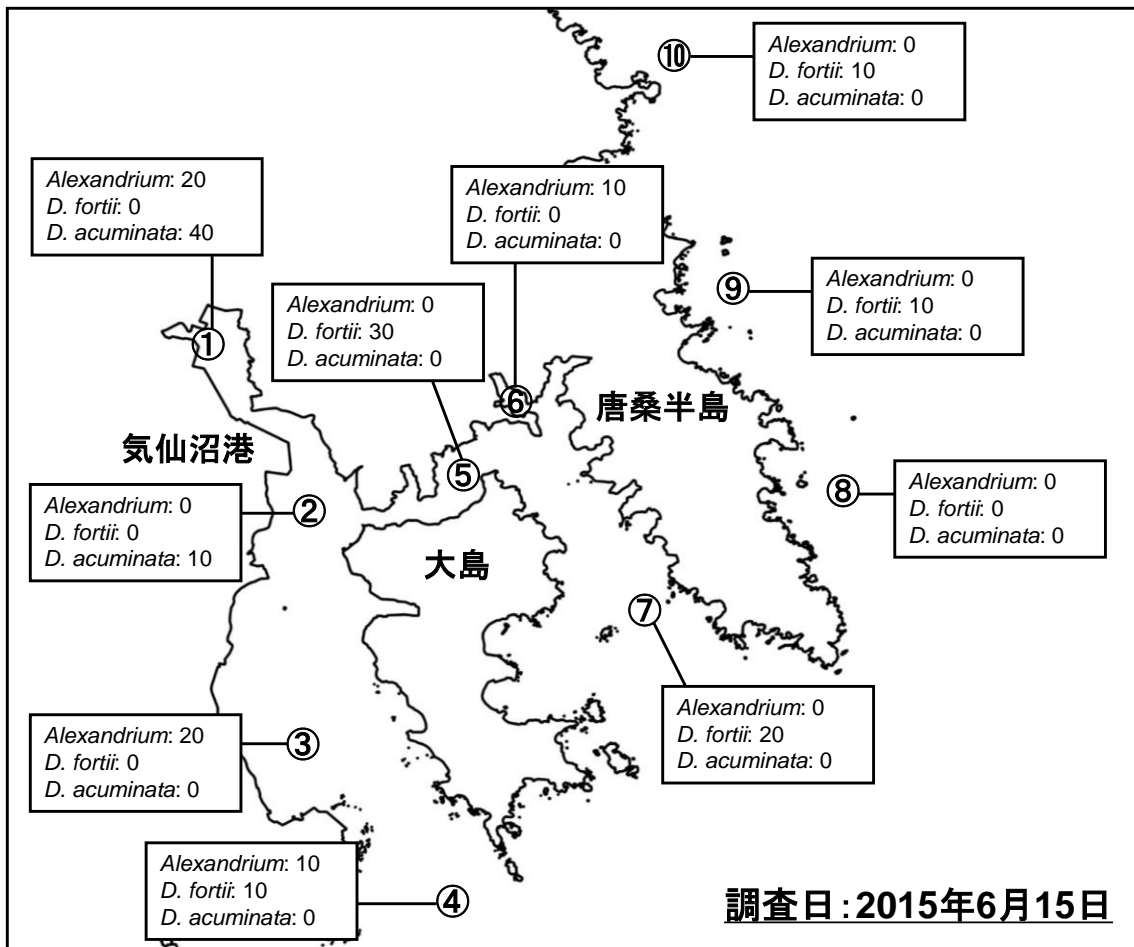 ⑩
Alexandrium: 0
D. fortii: 10
D. acuminata: 0
Alexandrium: 20
D. fortii: 0
D. acuminata: 40
①
Alexandrium: 10
D. fortii: 0
D. acuminata: 0
⑥
Alexandrium: 0
D. fortii: 30
D. acuminata: 0
⑤
⑨
Alexandrium: 0
D. fortii: 10
D. acuminata: 0
唐桑半島
気仙沼港
Alexandrium: 0
D. fortii: 0
D. acuminata: 10
②
大島
⑧
Alexandrium: 0
D. fortii: 0
D. acuminata: 0
⑦
Alexandrium: 0
D. fortii: 20
D. acuminata: 0
Alexandrium: 20
D. fortii: 0
D. acuminata: 0
③
Alexandrium: 10
D. fortii: 10
D. acuminata: 0
④
調査日:2015年6月15日